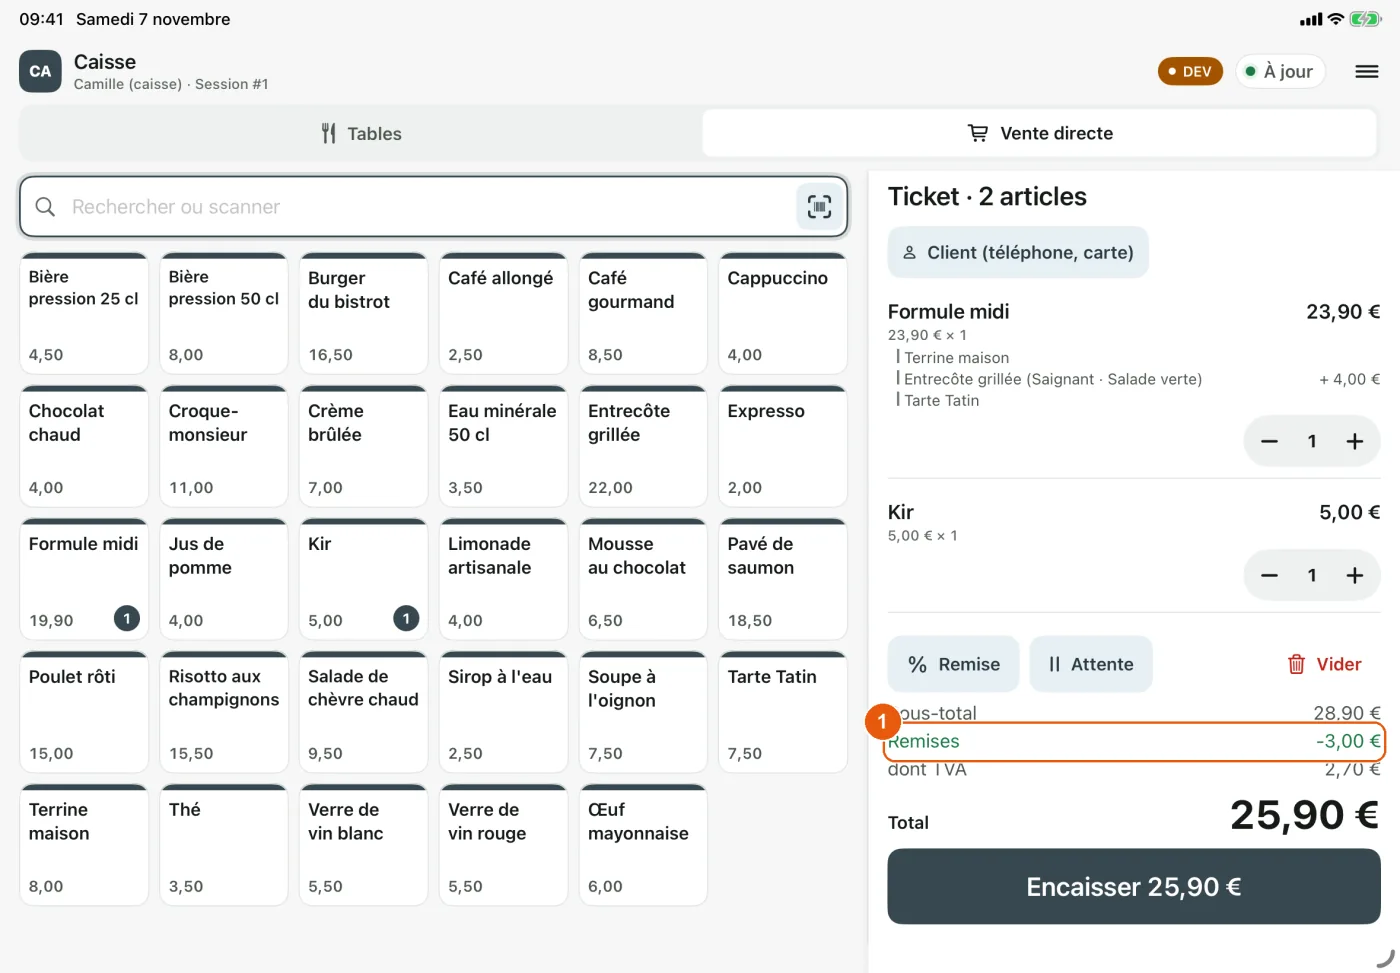 09:41 Samedi 7 novembre
CA
Caisse
Camille (caisse) · Session #1
DEV
À jour
Tables
Vente directe
Rechercher ou scanner
Bière
pression 25 cl
4,50
Bière
pression 50 cl
8,00
Burger
du bistrot
16,50
Café allongé
2,50
Café
gourmand
8,50
Cappuccino
4,00
Chocolat
chaud
4,00
Croque-
monsieur
11,00
Crème
brûlée
7,00
Eau minérale
50 cl
3,50
Entrecôte
grillée
22,00
Expresso
2,00
Formule midi
19,90
1
Jus de
pomme
4,00
Kir
5,00
1
Limonade
artisanale
4,00
Mousse
au chocolat
6,50
Pavé de
saumon
18,50
Poulet rôti
15,00
Risotto aux
champignons
15,50
Salade de
chèvre chaud
9,50
Sirop à l'eau
2,50
Soupe à
l'oignon
7,50
Tarte Tatin
7,50
Terrine
maison
8,00
Thé
3,50
Verre de
vin blanc
5,50
Verre de
vin rouge
5,50
Œuf
mayonnaise
6,00
Ticket · 2 articles
Client (téléphone, carte)
Formule midi 23,90 €
23,90 € × 1
Terrine maison
Entrecôte grillée (Saignant · Salade verte) + 4,00 €
Tarte Tatin
− 1 +
Kir 5,00 €
5,00 € × 1
− 1 +
% Remise
Attente
Vider
1
ous-total 28,90 €
Remises -3,00 €
dont TVA 2,70 €
Total 25,90 €
Encaisser 25,90 €